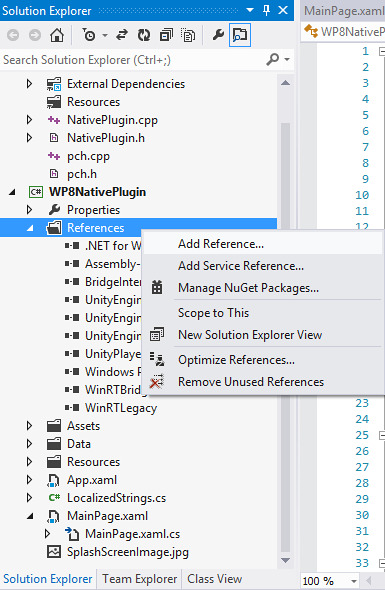 Solution Explorer
MainPage.xaml
WP8NativeP
Search Solution Explorer (Ctrl+;)
External Dependencies
Resources
NativePlugin.cpp
NativePlugin.h
pch.cpp
pch.h
C# WP8NativePlugin
Properties
References
.NET for W
Assembly-
BridgeInter
UnityEngin
UnityEngin
UnityEngin
UnityPlaye
Windows P
WinRTBridg
WinRTLegacy
Add Reference...
Add Service Reference...
Manage NuGet Packages...
Scope to This
New Solution Explorer View
Optimize References...
Remove Unused References
Assets
Data
Resources
App.xaml
C# LocalizedStrings.cs
MainPage.xaml
MainPage.xaml.cs
SplashScreenImage.jpg
Solution Explorer Team Explorer Class View
1
2
3
4
5
6
7
8
9
10
11
12
23
24
25
26
27
28
29
30
31
32
33
100 %